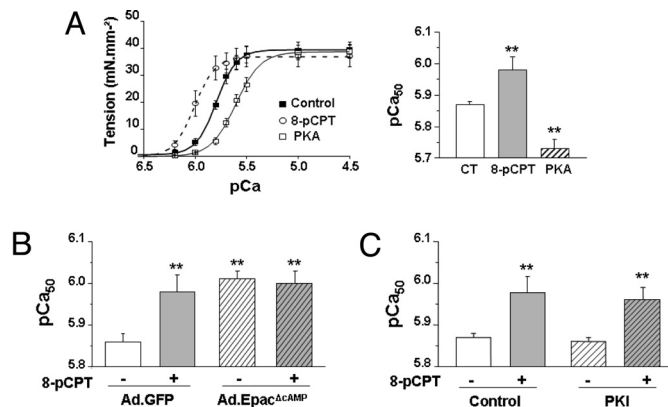 A
Tension (mN.mm-²)
50
40
30
20
10
0
6.5 6.0 5.5 5.0 4.5
pCa
Control
8-pCPT
PKA
pCa50
6.1
6.0
5.9
5.8
5.7
**
**
CT 8-pCPT PKA
B
pCa50
6.1
6.0
5.9
5.8
** ** **
8-pCPT - + - +
Ad.GFP Ad.EpacΔcAMP
C
pCa50
6.1
6.0
5.9
5.8
** **
8-pCPT - + - +
Control PKI